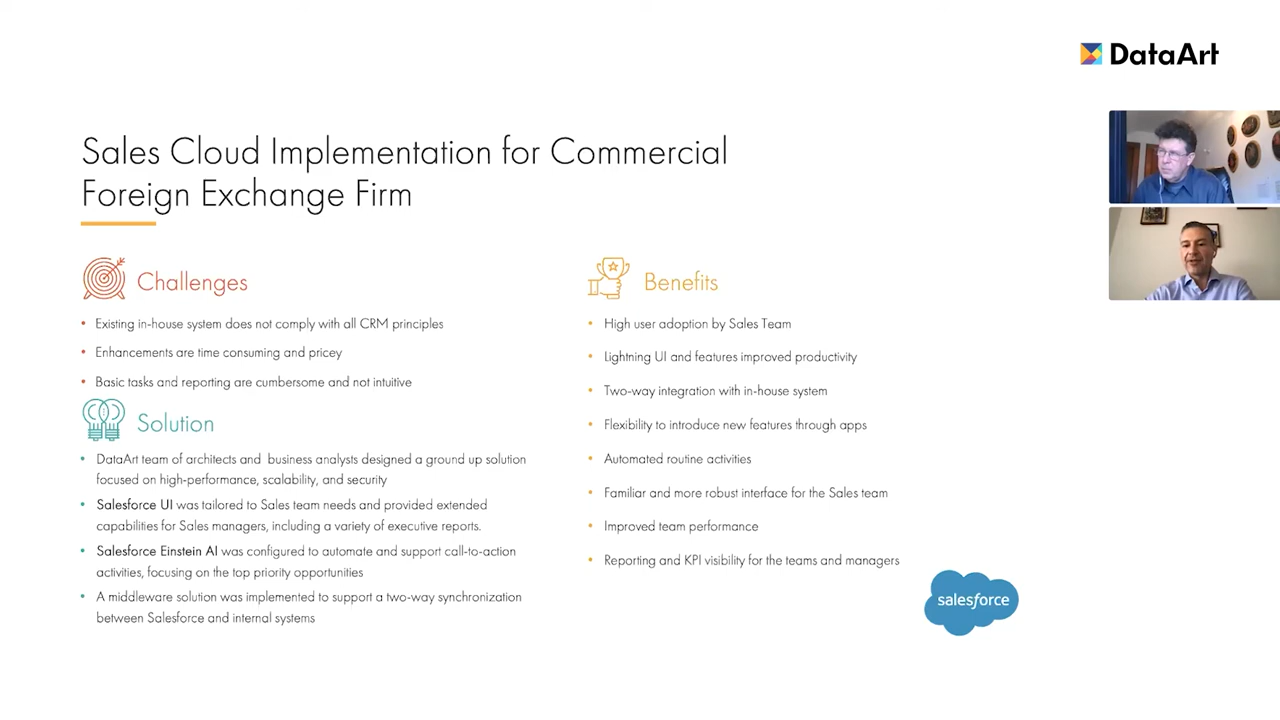 DataArt
Sales Cloud Implementation for Commercial
Foreign Exchange Firm
Challenges
• Existing in-house system does not comply with all CRM principles
• Enhancements are time consuming and pricey
• Basic tasks and reporting are cumbersome and not intuitive
Solution
• DataArt team of architects and business analysts designed a ground up solution
focused on high-performance, scalability, and security
• Salesforce UI was tailored to Sales team needs and provided extended
capabilities for Sales managers, including a variety of executive reports.
• Salesforce Einstein AI was configured to automate and support call-to-action
activities, focusing on the top priority opportunities
• A middleware solution was implemented to support a two-way synchronization
between Salesforce and internal systems
Benefits
• High user adoption by Sales Team
• Lightning UI and features improved productivity
• Two-way integration with in-house system
• Flexibility to introduce new features through apps
• Automated routine activities
• Familiar and more robust interface for the Sales team
• Improved team performance
• Reporting and KPI visibility for the teams and managers
salesforce